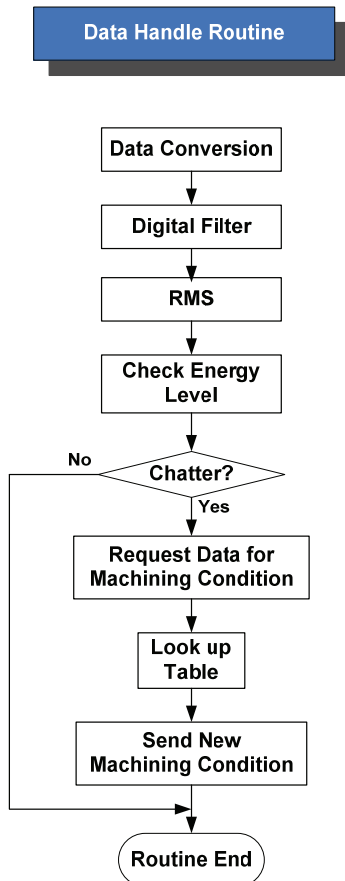 Data Handle Routine
Data Conversion
Digital Filter
RMS
Check Energy
Level
Chatter?
No
Yes
Request Data for
Machining Condition
Look up
Table
Send New
Machining Condition
Routine End